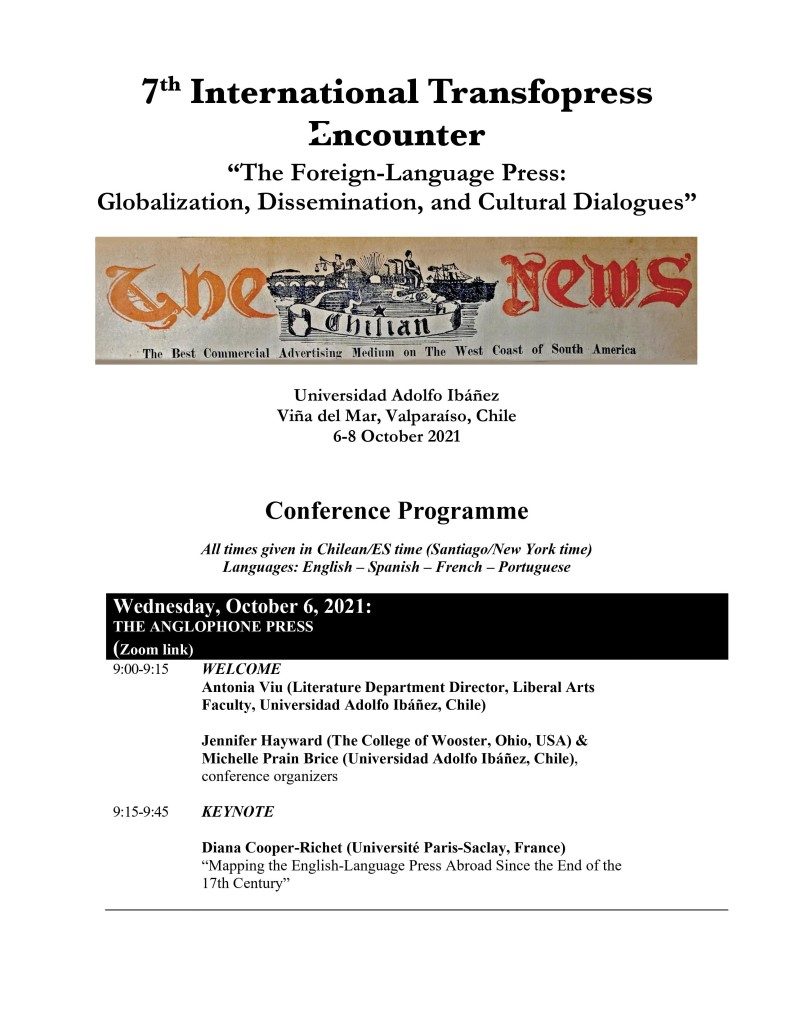 7th International Transfopress
Encounter
“The Foreign-Language Press:
Globalization, Dissemination, and Cultural Dialogues”
The Chilian News
The Best Commercial Advertising Medium on The West Coast of South America
Universidad Adolfo Ibáñez
Viña del Mar, Valparaíso, Chile
6-8 October 2021
Conference Programme
All times given in Chilean/ES time (Santiago/New York time)
Languages: English – Spanish – French – Portuguese
Wednesday, October 6, 2021:
THE ANGLOPHONE PRESS
(Zoom link)
9:00-9:15 WELCOME
Antonia Viu (Literature Department Director, Liberal Arts
Faculty, Universidad Adolfo Ibáñez, Chile)
Jennifer Hayward (The College of Wooster, Ohio, USA) &
Michelle Prain Brice (Universidad Adolfo Ibáñez, Chile),
conference organizers
9:15-9:45 KEYNOTE
Diana Cooper-Richet (Université Paris-Saclay, France)
“Mapping the English-Language Press Abroad Since the End of the
17th Century”